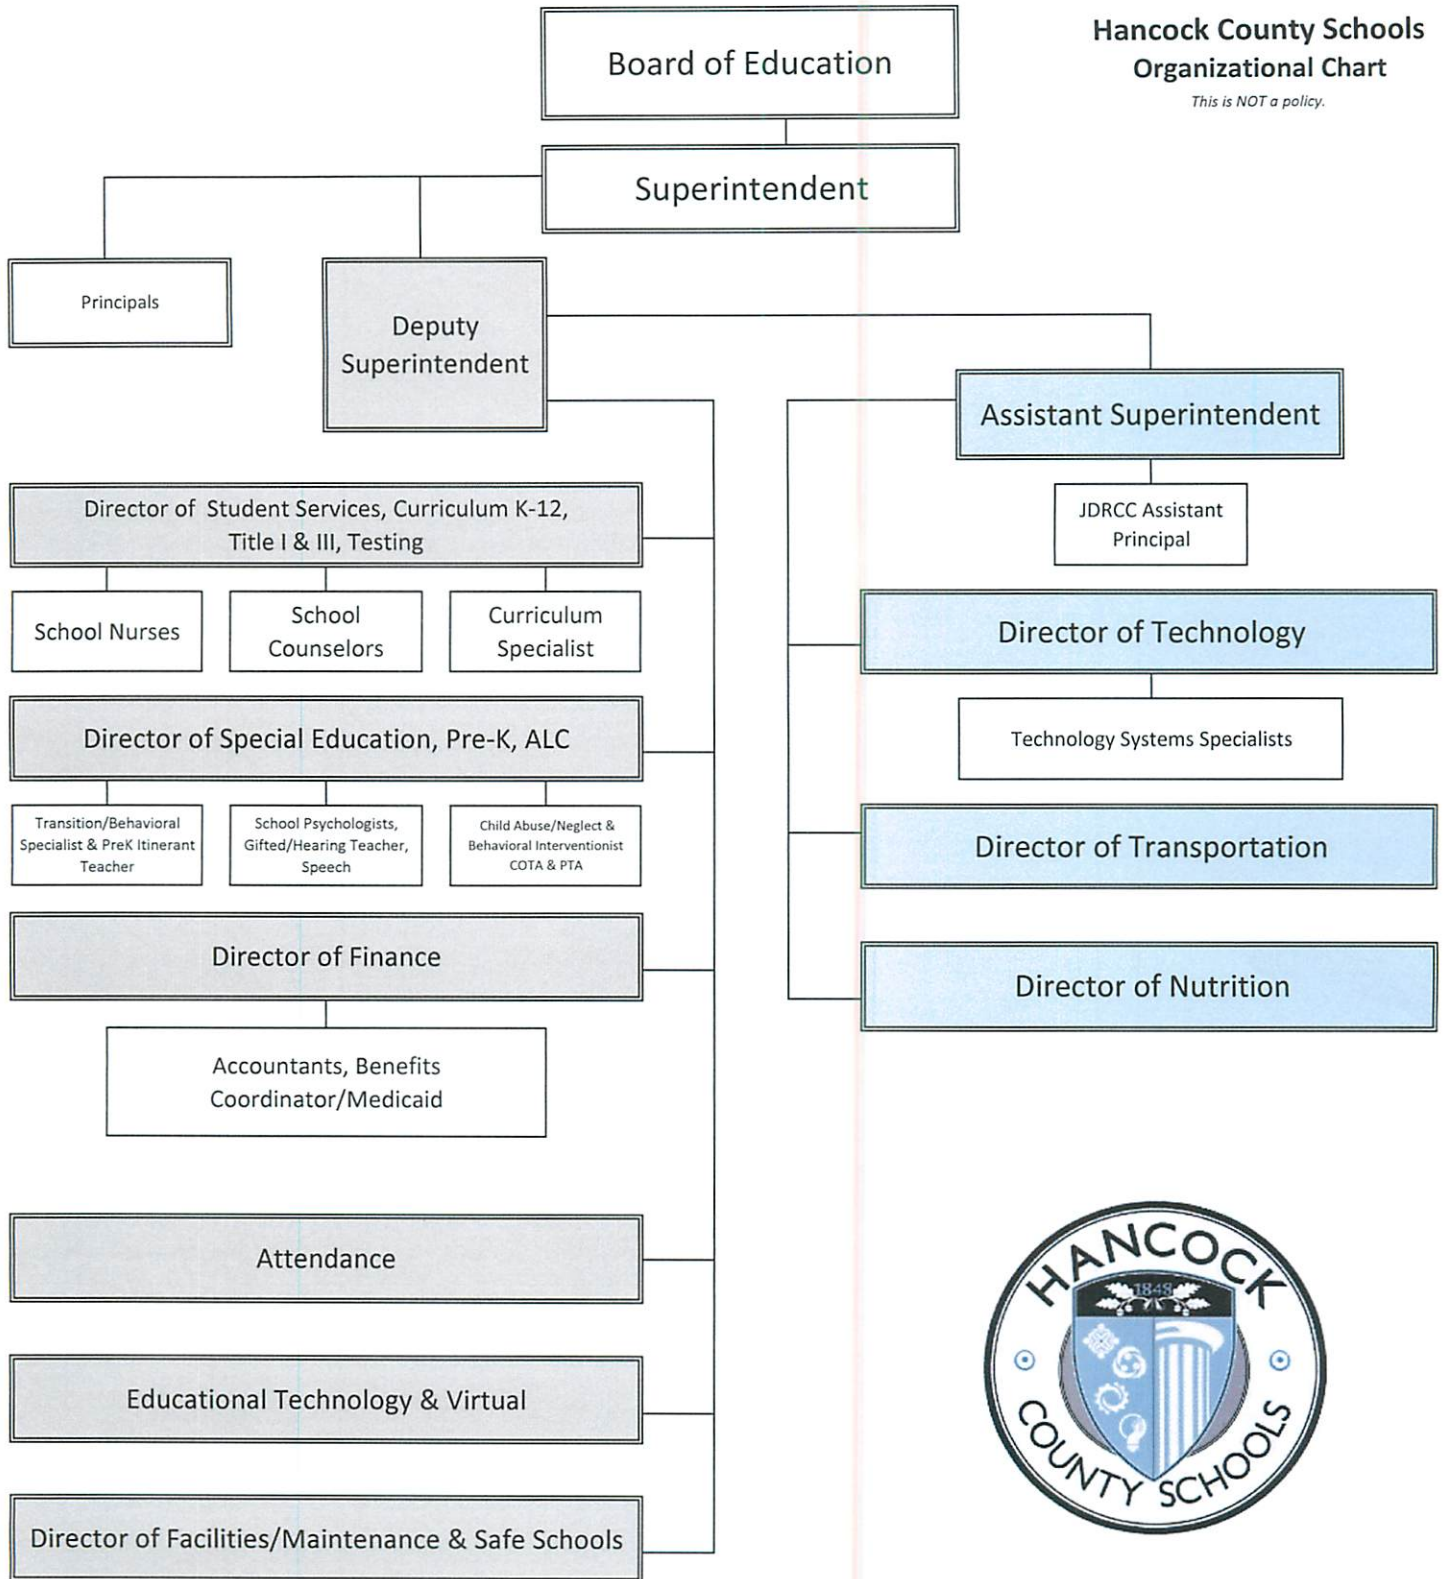 Hancock County Schools
Organizational Chart
This is NOT a policy.
Board of Education
Superintendent
Principals
Deputy
Superintendent
Assistant Superintendent
JDRCC Assistant
Principal
Director of Student Services, Curriculum K-12,
Title I & III, Testing
School Nurses
School
Counselors
Curriculum
Specialist
Director of Technology
Technology Systems Specialists
Director of Special Education, Pre-K, ALC
Transition/Behavioral
Specialist & PreK Itinerant
Teacher
School Psychologists,
Gifted/Hearing Teacher,
Speech
Child Abuse/Neglect &
Behavioral Interventionist
COTA & PTA
Director of Transportation
Director of Finance
Accountants, Benefits
Coordinator/Medicaid
Director of Nutrition
Attendance
Educational Technology & Virtual
Director of Facilities/Maintenance & Safe Schools
HANCOCK
1848
COUNTY SCHOOLS